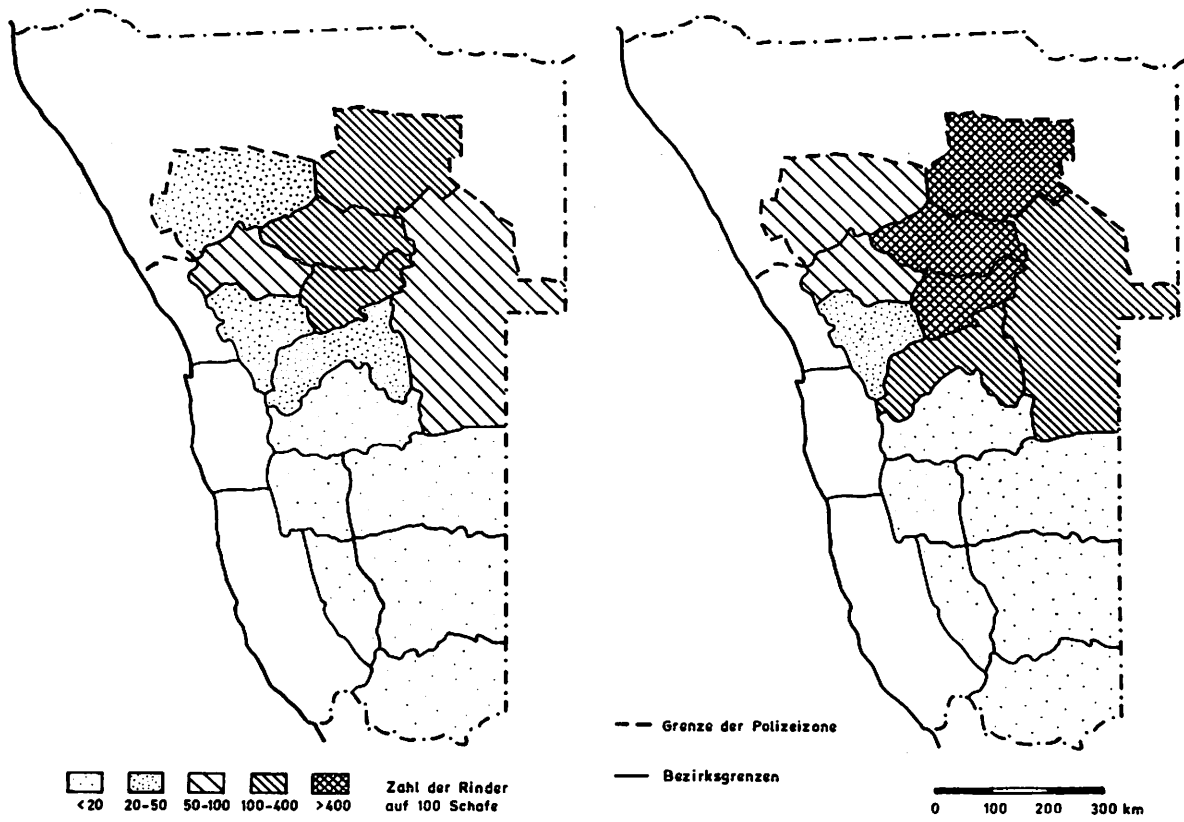 Grenze der Polizeizone
Bezirksgrenzen
<20 20-50 50-100 100-400 >400
Zahl der Rinder
auf 100 Schafe
0 100 200 300 km